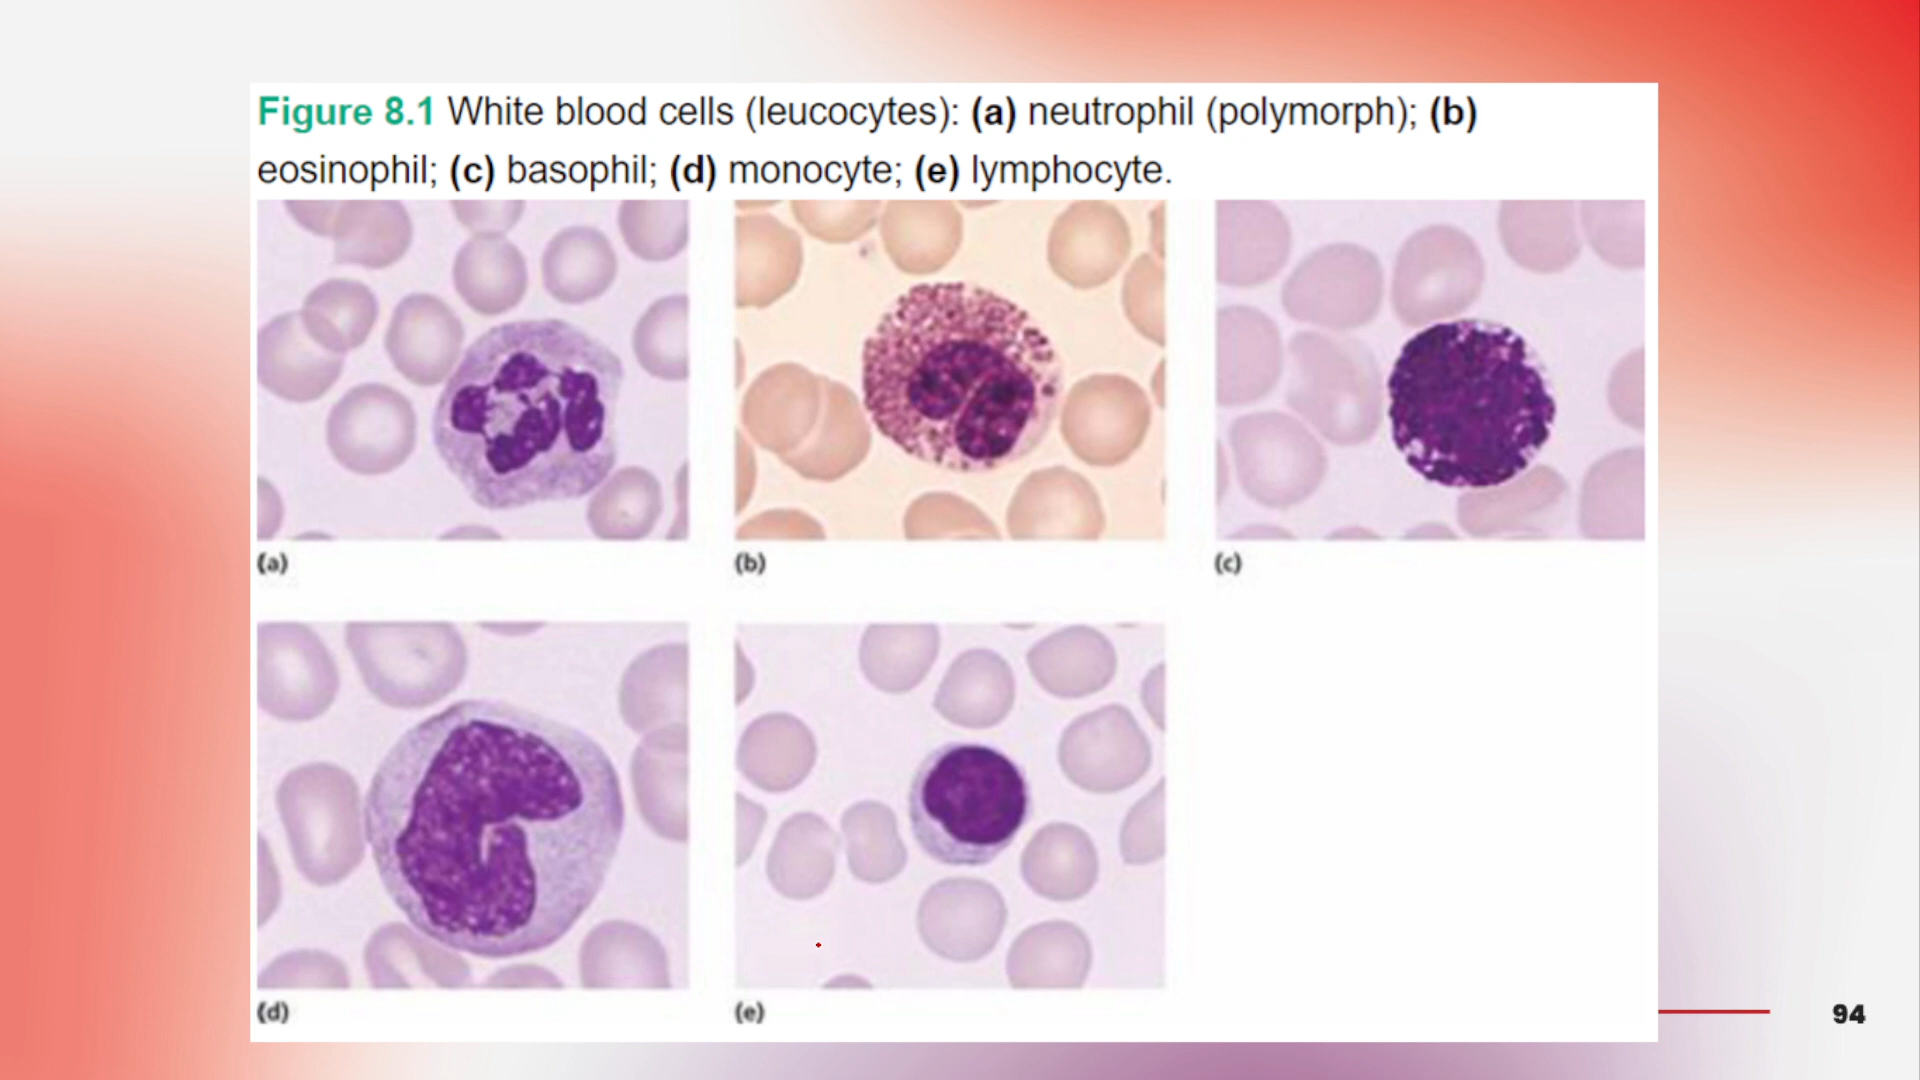 Figure 8.1 White blood cells (leucocytes): (a) neutrophil (polymorph); (b)
eosinophil; (c) basophil; (d) monocyte; (e) lymphocyte.
(a)
(b)
(c)
(d)
(e)
94